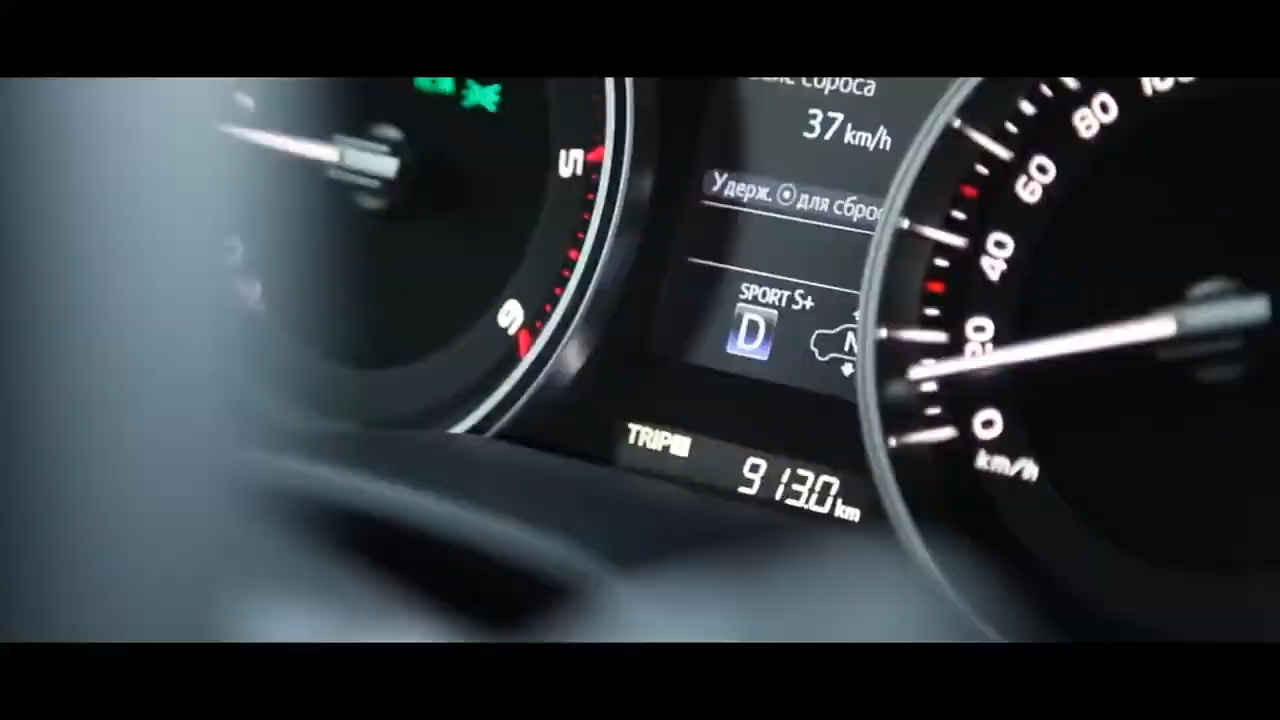 сброса
37 km/h
Удерж. для сброс
SPORT S+
D
N
TRIP
913.0 km
5
6
100
80
60
40
20
0
km/h